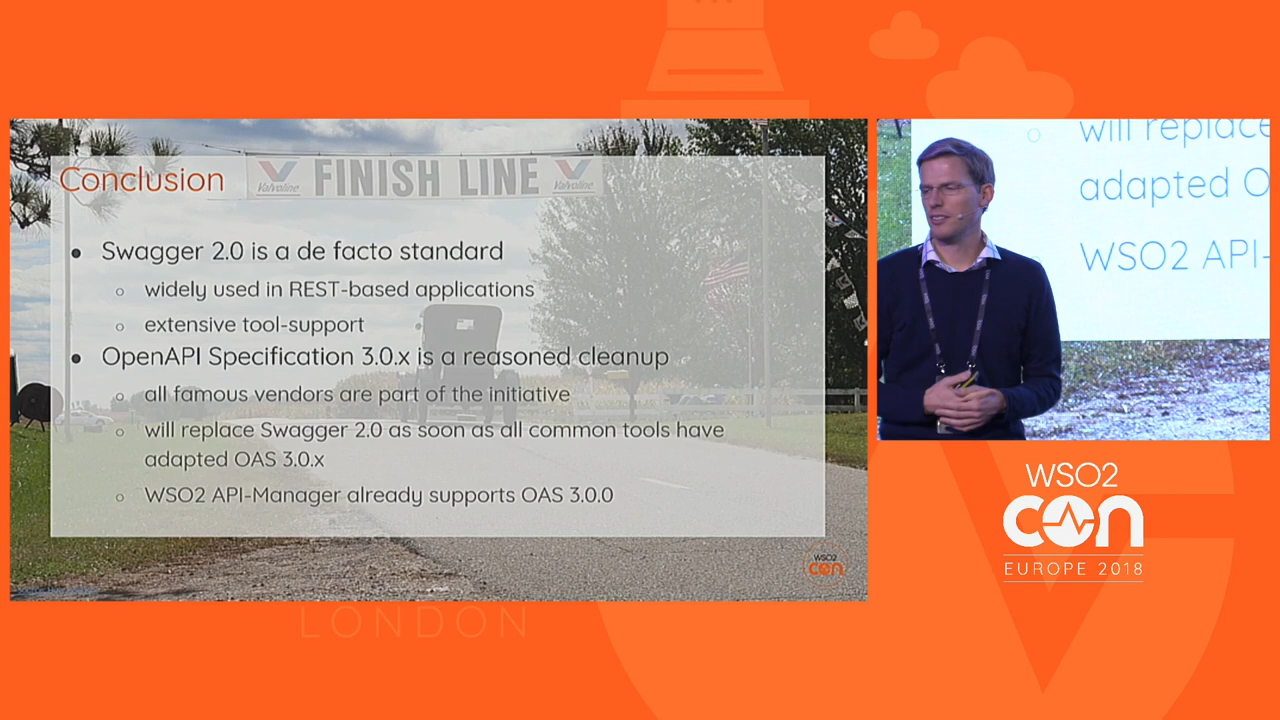 Conclusion
Valvoline FINISH LINE Valvoline
• Swagger 2.0 is a de facto standard
○ widely used in REST-based applications
○ extensive tool-support
• OpenAPI Specification 3.0.x is a reasoned cleanup
○ all famous vendors are part of the initiative
○ will replace Swagger 2.0 as soon as all common tools have
adapted OAS 3.0.x
○ WSO2 API-Manager already supports OAS 3.0.0
WSO2
con
○ will replace
adapted O
WSO2 API-
WSO2
CON
EUROPE 2018
LONDON